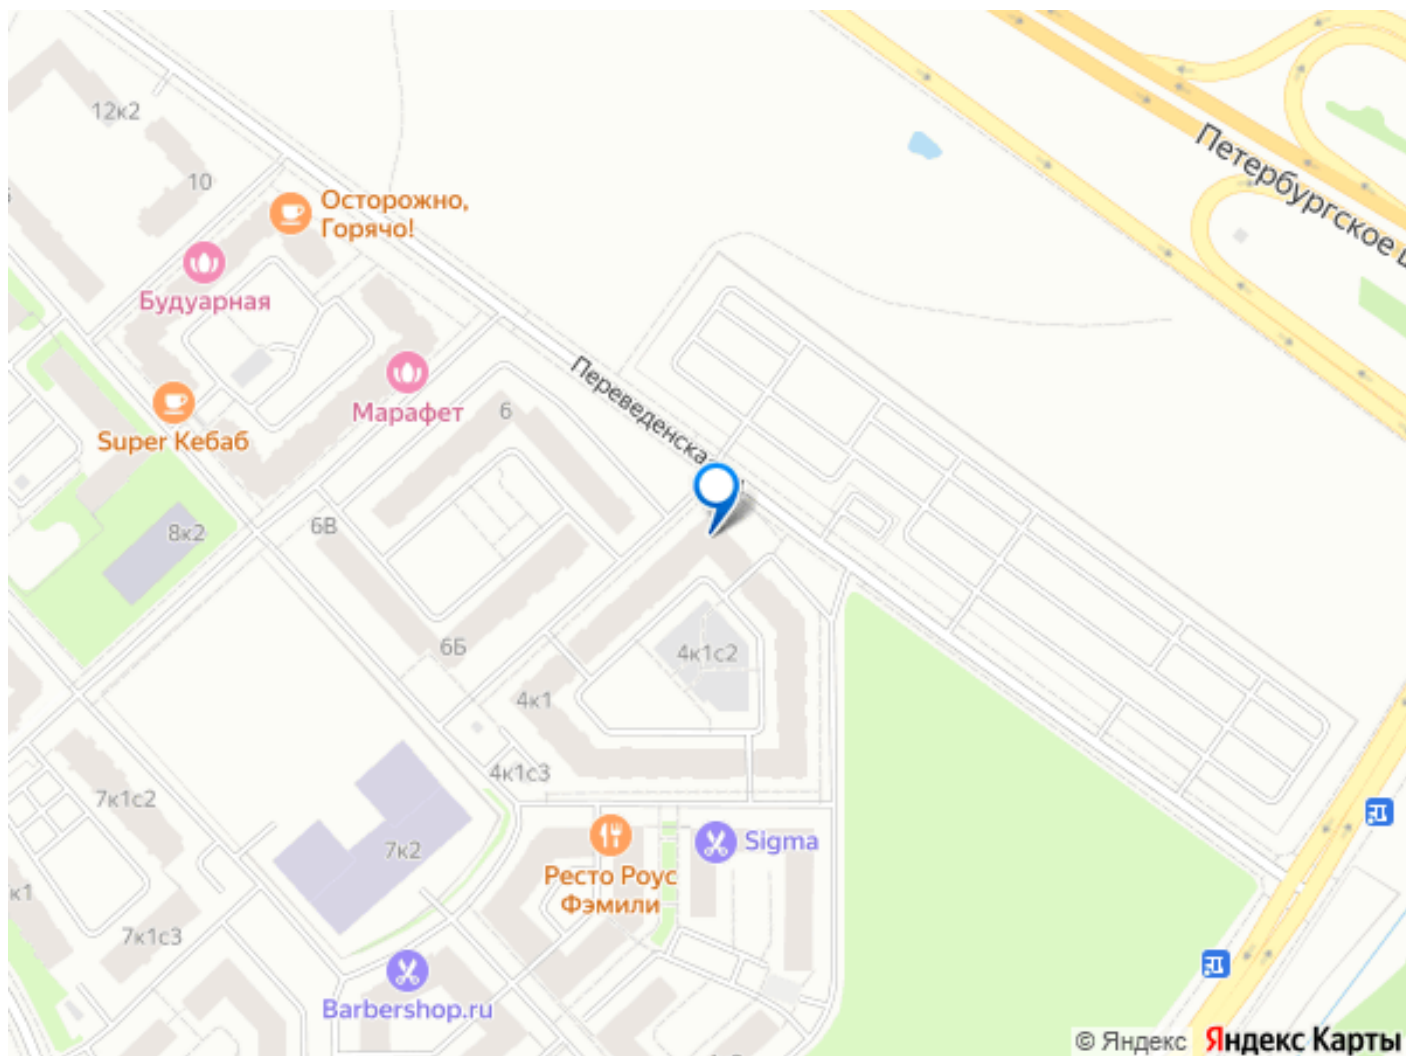 12к2
10
Осторожно,
Горячо!
Будуарная
Марафет
Super Кебаб
Петербургское
Переведенска
6
6В
8к2
6Б
4к1с2
4к1
4к1с3
7к1с2
7к2
к1
7к1с3
Ресто Роус
Фэмили
Sigma
Barbershop.ru
© Яндекс Яндекс Карты